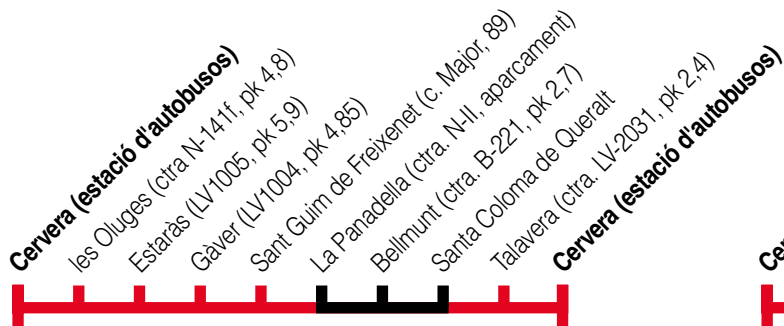 Cervera (estació d'autobusos)
les Oluges (ctra N-141f, pk 4,8)
Estaràs (LV1005, pk 5,9)
Gàver (LV1004, pk 4,85)
Sant Guim de Freixenet (c. Major, 89)
La Panadella (ctra. N-II, aparcament)
Bellmunt (ctra. B-221, pk 2,7)
Santa Coloma de Queralt
Talavera (ctra. LV-2031, pk 2,4)
Cervera (estació d'autobusos)
Cer